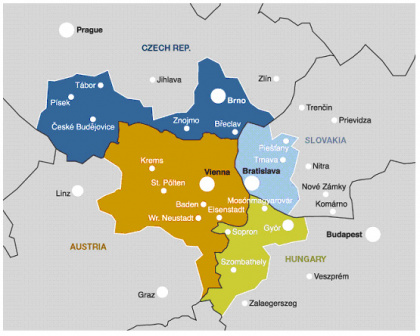 Prague
CZECH REP.
Tábor
Jihlava
Zlín
Písek
Brno
Trenčín
České Budějovice
Znojmo
Břeclav
Prievidza
SLOVAKIA
Piešťany
Krems
Trnava
Nitra
Vienna
Bratislava
Linz
St. Pölten
Nové Zámky
Baden
Mosónmagyarovar
Komárno
Wr. Neustadt
Eisenstadt
Sopron
Győr
Budapest
AUSTRIA
Szombathely
HUNGARY
Veszprém
Graz
Zalaegerszeg